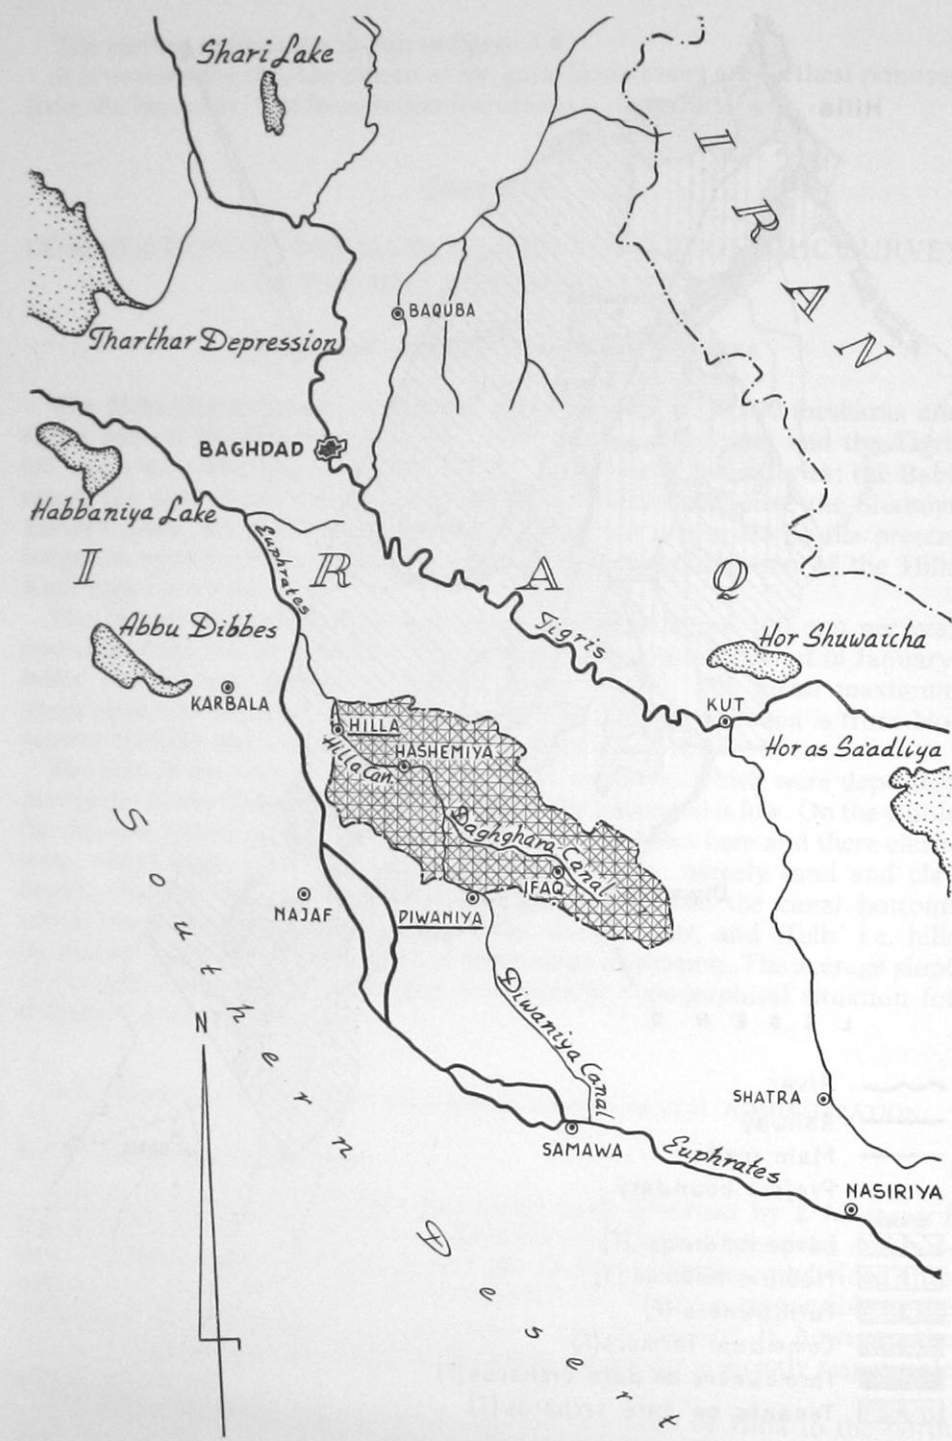 Shari Lake
IRAN
BAQUBA
Tharthar Depression
BAGHDAD
Habbaniya Lake
Euphrates
IRAQ
Tigris
Abbu Dibbes
Hor Shuwaicha
KARBALA
KUT
HILLA
Hilla Can.
HASHEMIYA
Hor as Sa'adliya
Daghghara Canal
IFAQ
NAJAF
DIWANIYA
Diwaniya Canal
Southern Desert
N
SHATRA
SAMAWA
Euphrates
NASIRIYA